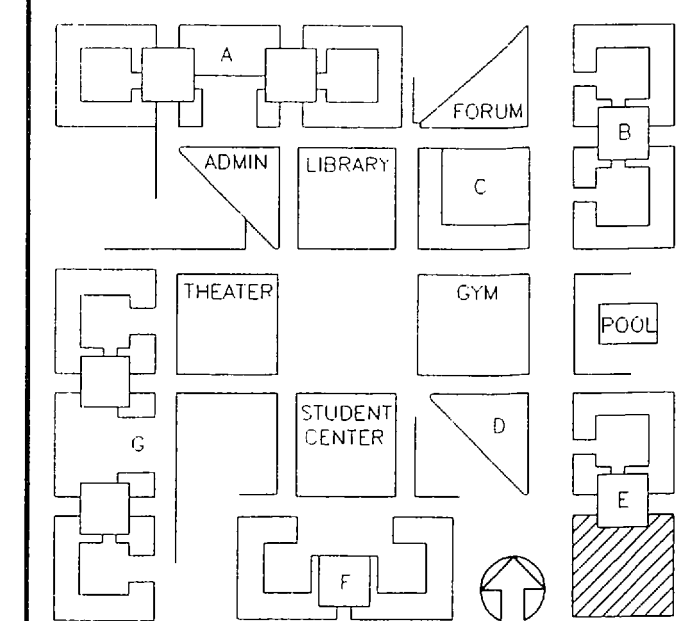 A
FORUM
B
ADMIN
LIBRARY
C
THEATER
GYM
POOL
STUDENT
CENTER
D
G
E
F